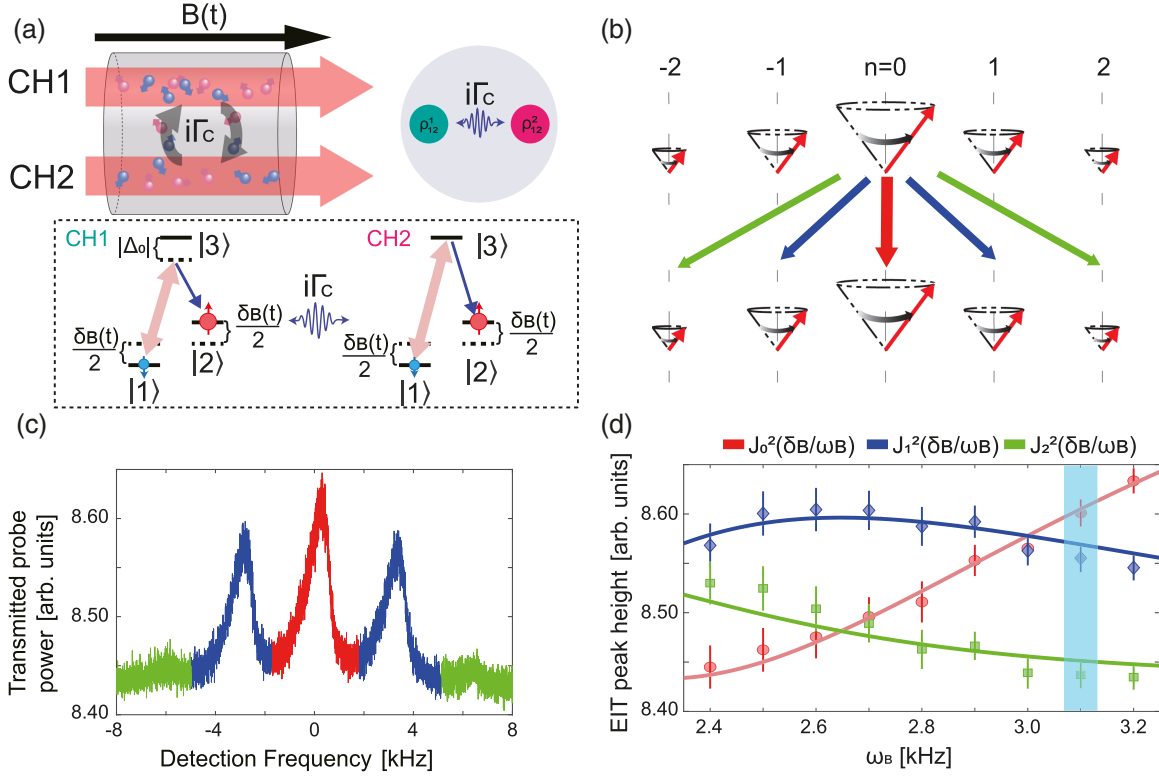 (a)
B(t)
CH1
CH2
iΓc
iΓc
ρ¹₁₂
ρ²₁₂
CH1
|Δ₀|
|3⟩
δB(t)
2
|1⟩
|2⟩
δB(t)
2
iΓc
CH2
|3⟩
δB(t)
2
|1⟩
|2⟩
δB(t)
2
(b)
-2 -1 n=0 1 2
(c)
Transmitted probe
power [arb. units]
8.60
8.50
8.40
-8 -4 0 4 8
Detection Frequency [kHz]
(d)
J₀²(δB/ωB) J₁²(δB/ωB) J₂²(δB/ωB)
EIT peak height [arb. units]
8.60
8.50
8.40
2.4 2.6 2.8 3.0 3.2
ωB [kHz]